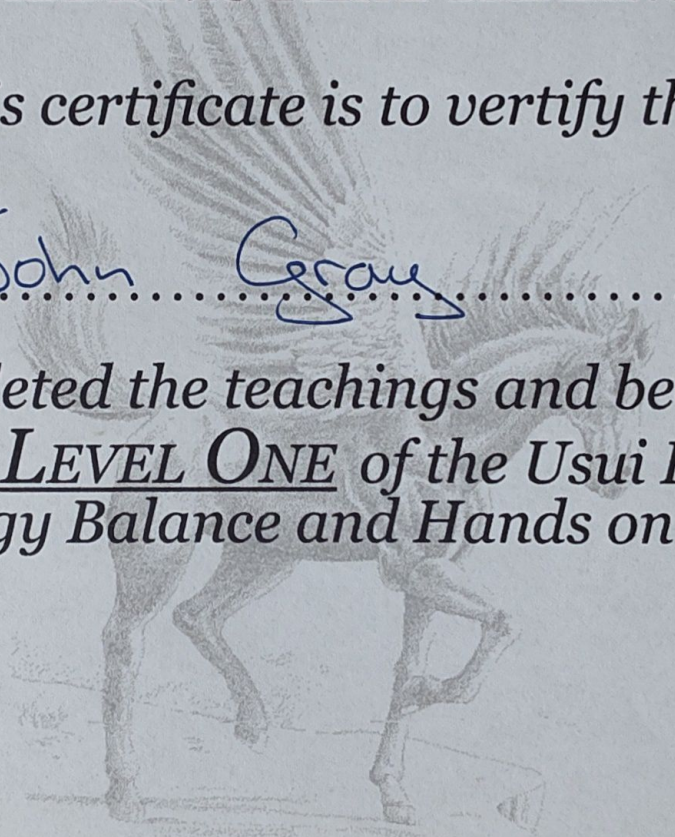 s certificate is to vertify th
John Gray
leted the teachings and be
LEVEL ONE of the Usui
gy Balance and Hands on